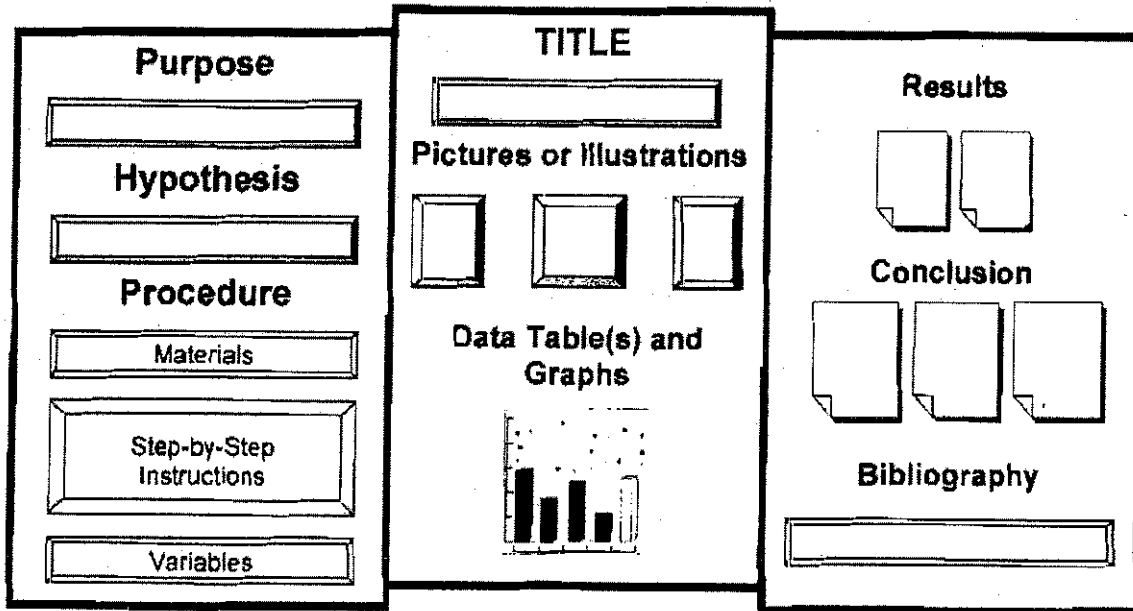 Purpose
Hypothesis
Procedure
Materials
Step-by-Step
Instructions
Variables
TITLE
Pictures or Illustrations
Data Table(s) and
Graphs
Results
Conclusion
Bibliography